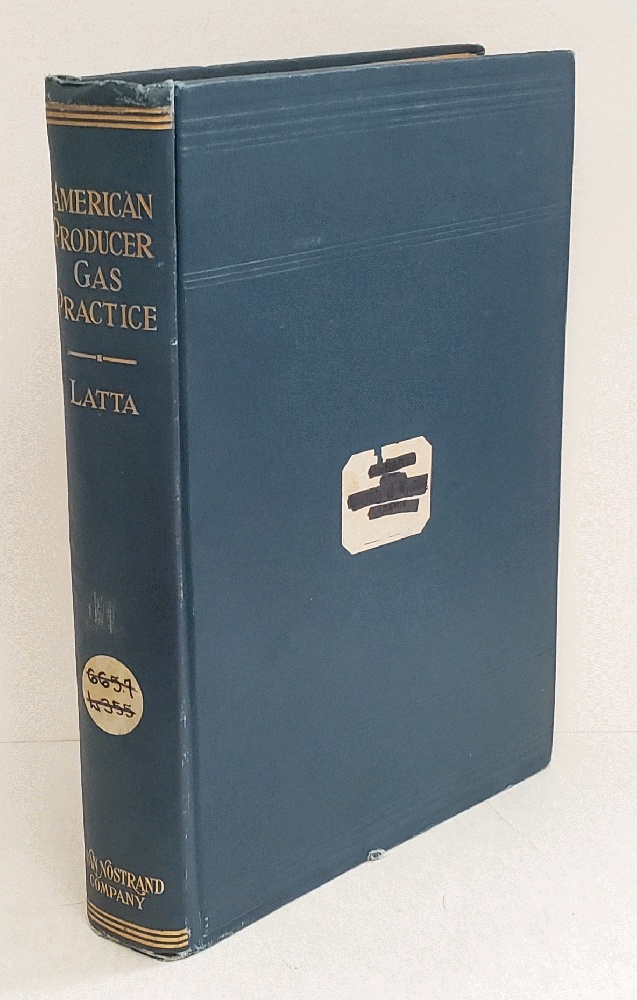 AMERICAN
PRODUCER
GAS
PRACTICE
LATTA
665.7
L355
VAN NOSTRAND
COMPANY